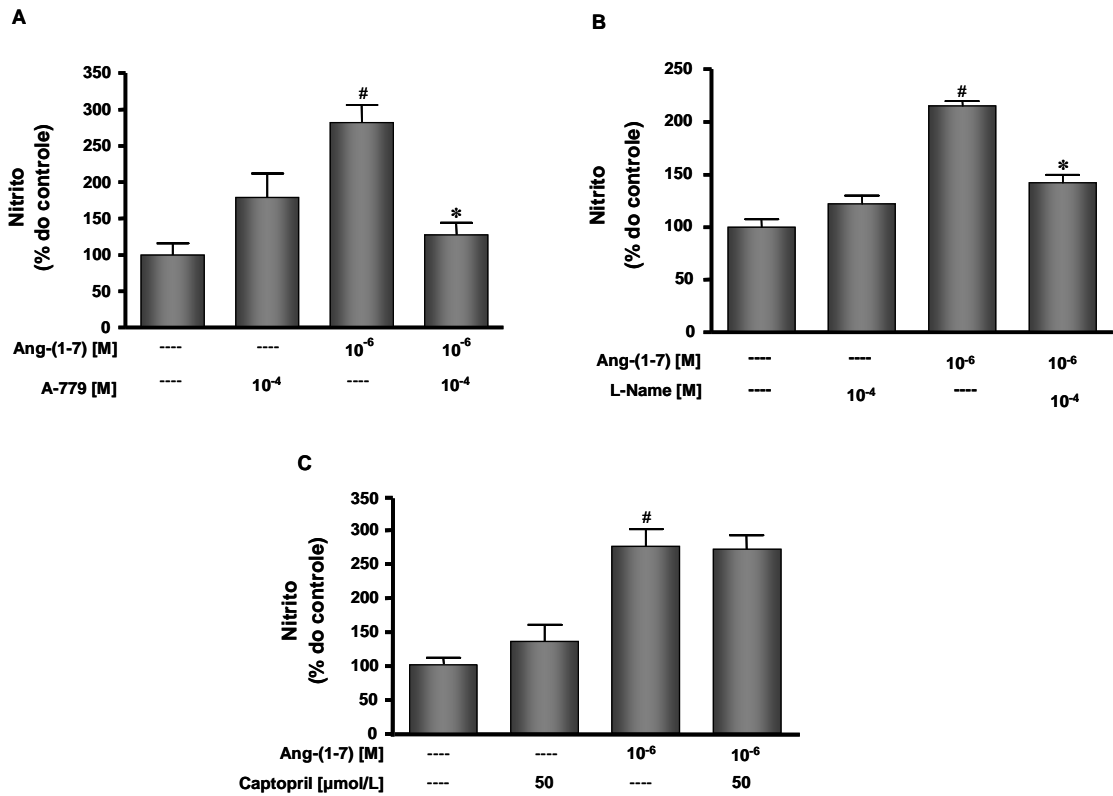 A
350
300
250
200
150
100
50
0
Nitrito
(% do controle)
#
*
Ang-(1-7) [M] ---- ---- 10⁻⁶ 10⁻⁶
A-779 [M] ---- 10⁻⁴ ---- 10⁻⁴
B
250
200
150
100
50
0
Nitrito
(% do controle)
#
*
Ang-(1-7) [M] ---- ---- 10⁻⁶ 10⁻⁶
L-Name [M] ---- 10⁻⁴ ---- 10⁻⁴
C
350
300
250
200
150
100
50
0
Nitrito
(% do controle)
#
Ang-(1-7) [M] ---- ---- 10⁻⁶ 10⁻⁶
Captopril [µmol/L] ---- 50 ---- 50